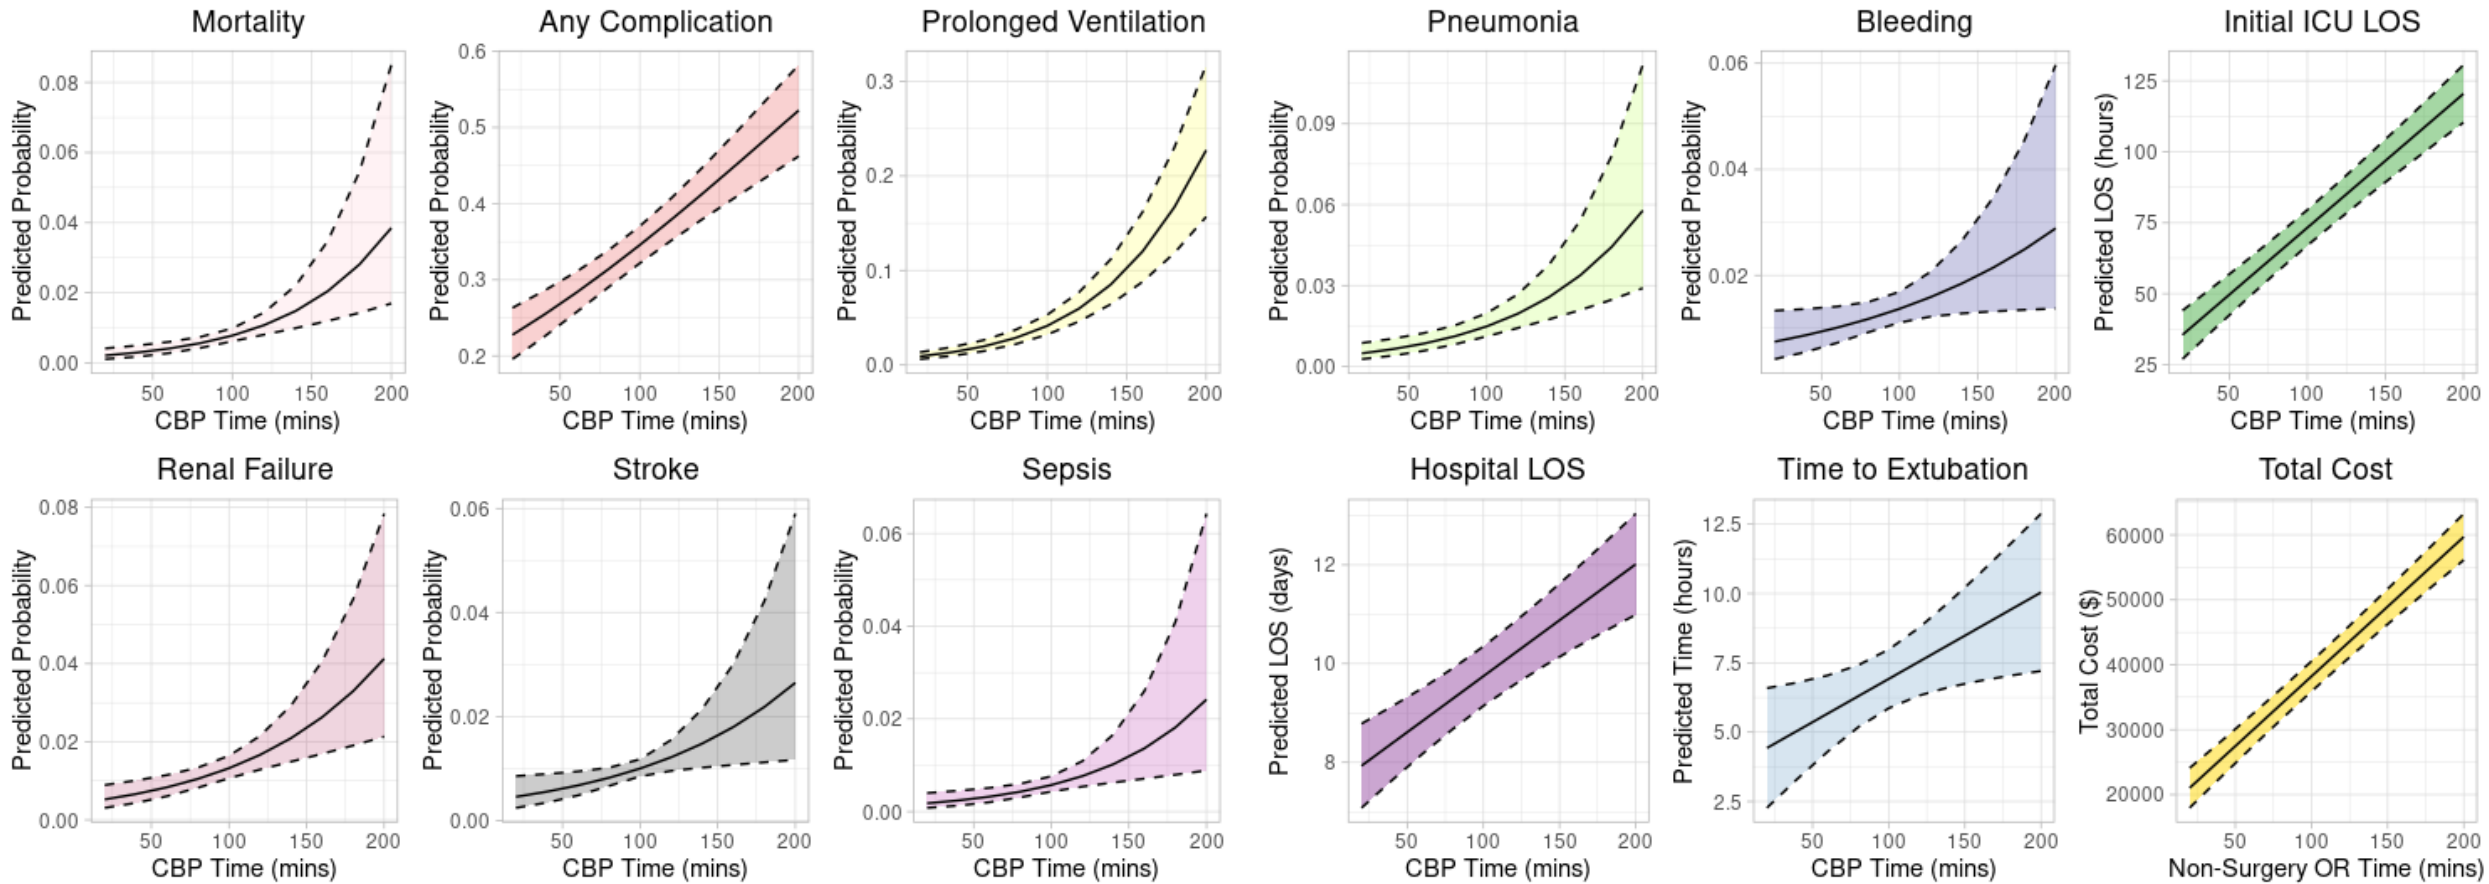 Mortality
Any Complication
Prolonged Ventilation
Pneumonia
Bleeding
Initial ICU LOS
Predicted Probability
0.08
0.06
0.04
0.02
0.00
50 100 150 200
CBP Time (mins)
Predicted Probability
0.6
0.5
0.4
0.3
0.2
50 100 150 200
CBP Time (mins)
Predicted Probability
0.3
0.2
0.1
0.0
50 100 150 200
CBP Time (mins)
Predicted Probability
0.09
0.06
0.03
0.00
50 100 150 200
CBP Time (mins)
Predicted Probability
0.06
0.04
0.02
50 100 150 200
CBP Time (mins)
Predicted LOS (hours)
125
100
75
50
25
50 100 150 200
CBP Time (mins)
Renal Failure
Stroke
Sepsis
Hospital LOS
Time to Extubation
Total Cost
Predicted Probability
0.08
0.06
0.04
0.02
0.00
50 100 150 200
CBP Time (mins)
Predicted Probability
0.06
0.04
0.02
0.00
50 100 150 200
CBP Time (mins)
Predicted Probability
0.06
0.04
0.02
0.00
50 100 150 200
CBP Time (mins)
Predicted LOS (days)
12
10
8
50 100 150 200
CBP Time (mins)
Predicted Time (hours)
12.5
10.0
7.5
5.0
2.5
50 100 150 200
CBP Time (mins)
Total Cost ($)
60000
50000
40000
30000
20000
50 100 150 200
Non-Surgery OR Time (mins)